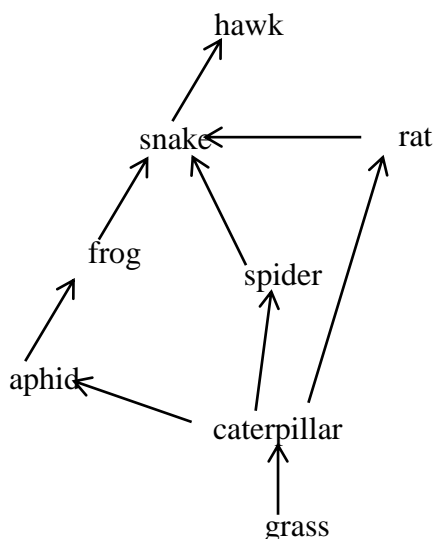 hawk
snake
rat
frog
spider
aphid
caterpillar
grass